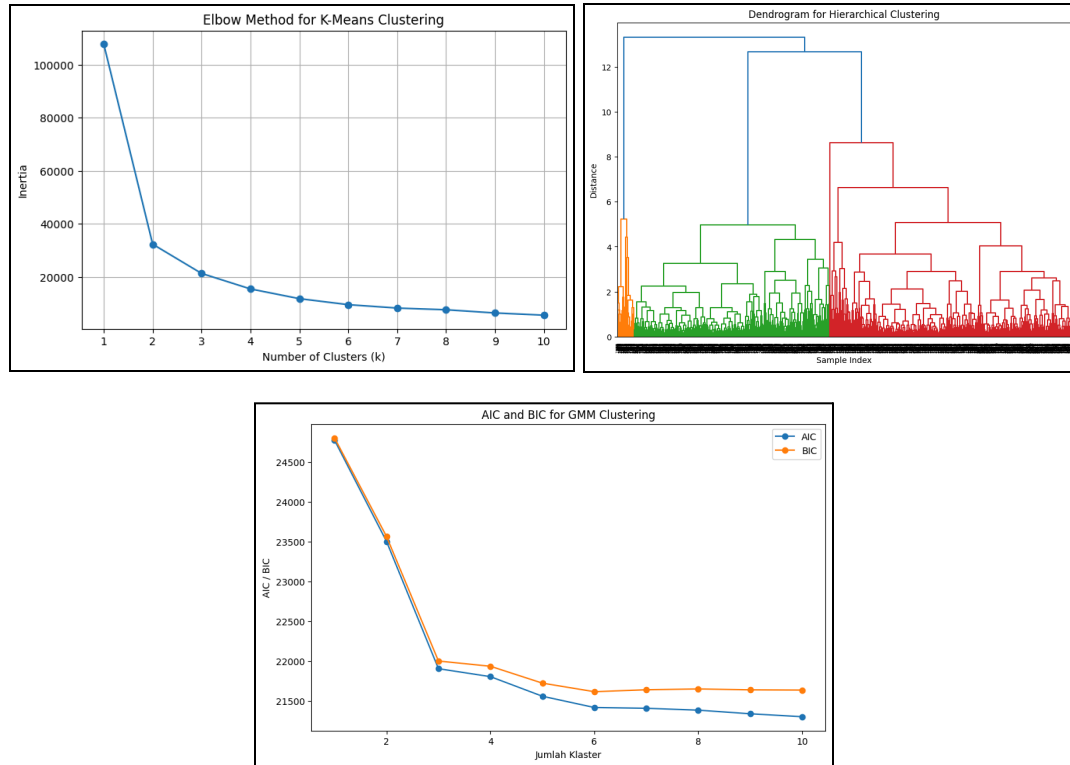 Elbow Method for K-Means Clustering
100000
80000
60000
40000
20000
Inertia
1 2 3 4 5 6 7 8 9 10
Number of Clusters (k)
Dendrogram for Hierarchical Clustering
12
10
8
6
4
2
0
Distance
Sample Index
AIC and BIC for GMM Clustering
AIC
BIC
24500
24000
23500
23000
22500
22000
21500
AIC / BIC
2 4 6 8 10
Jumlah Klaster